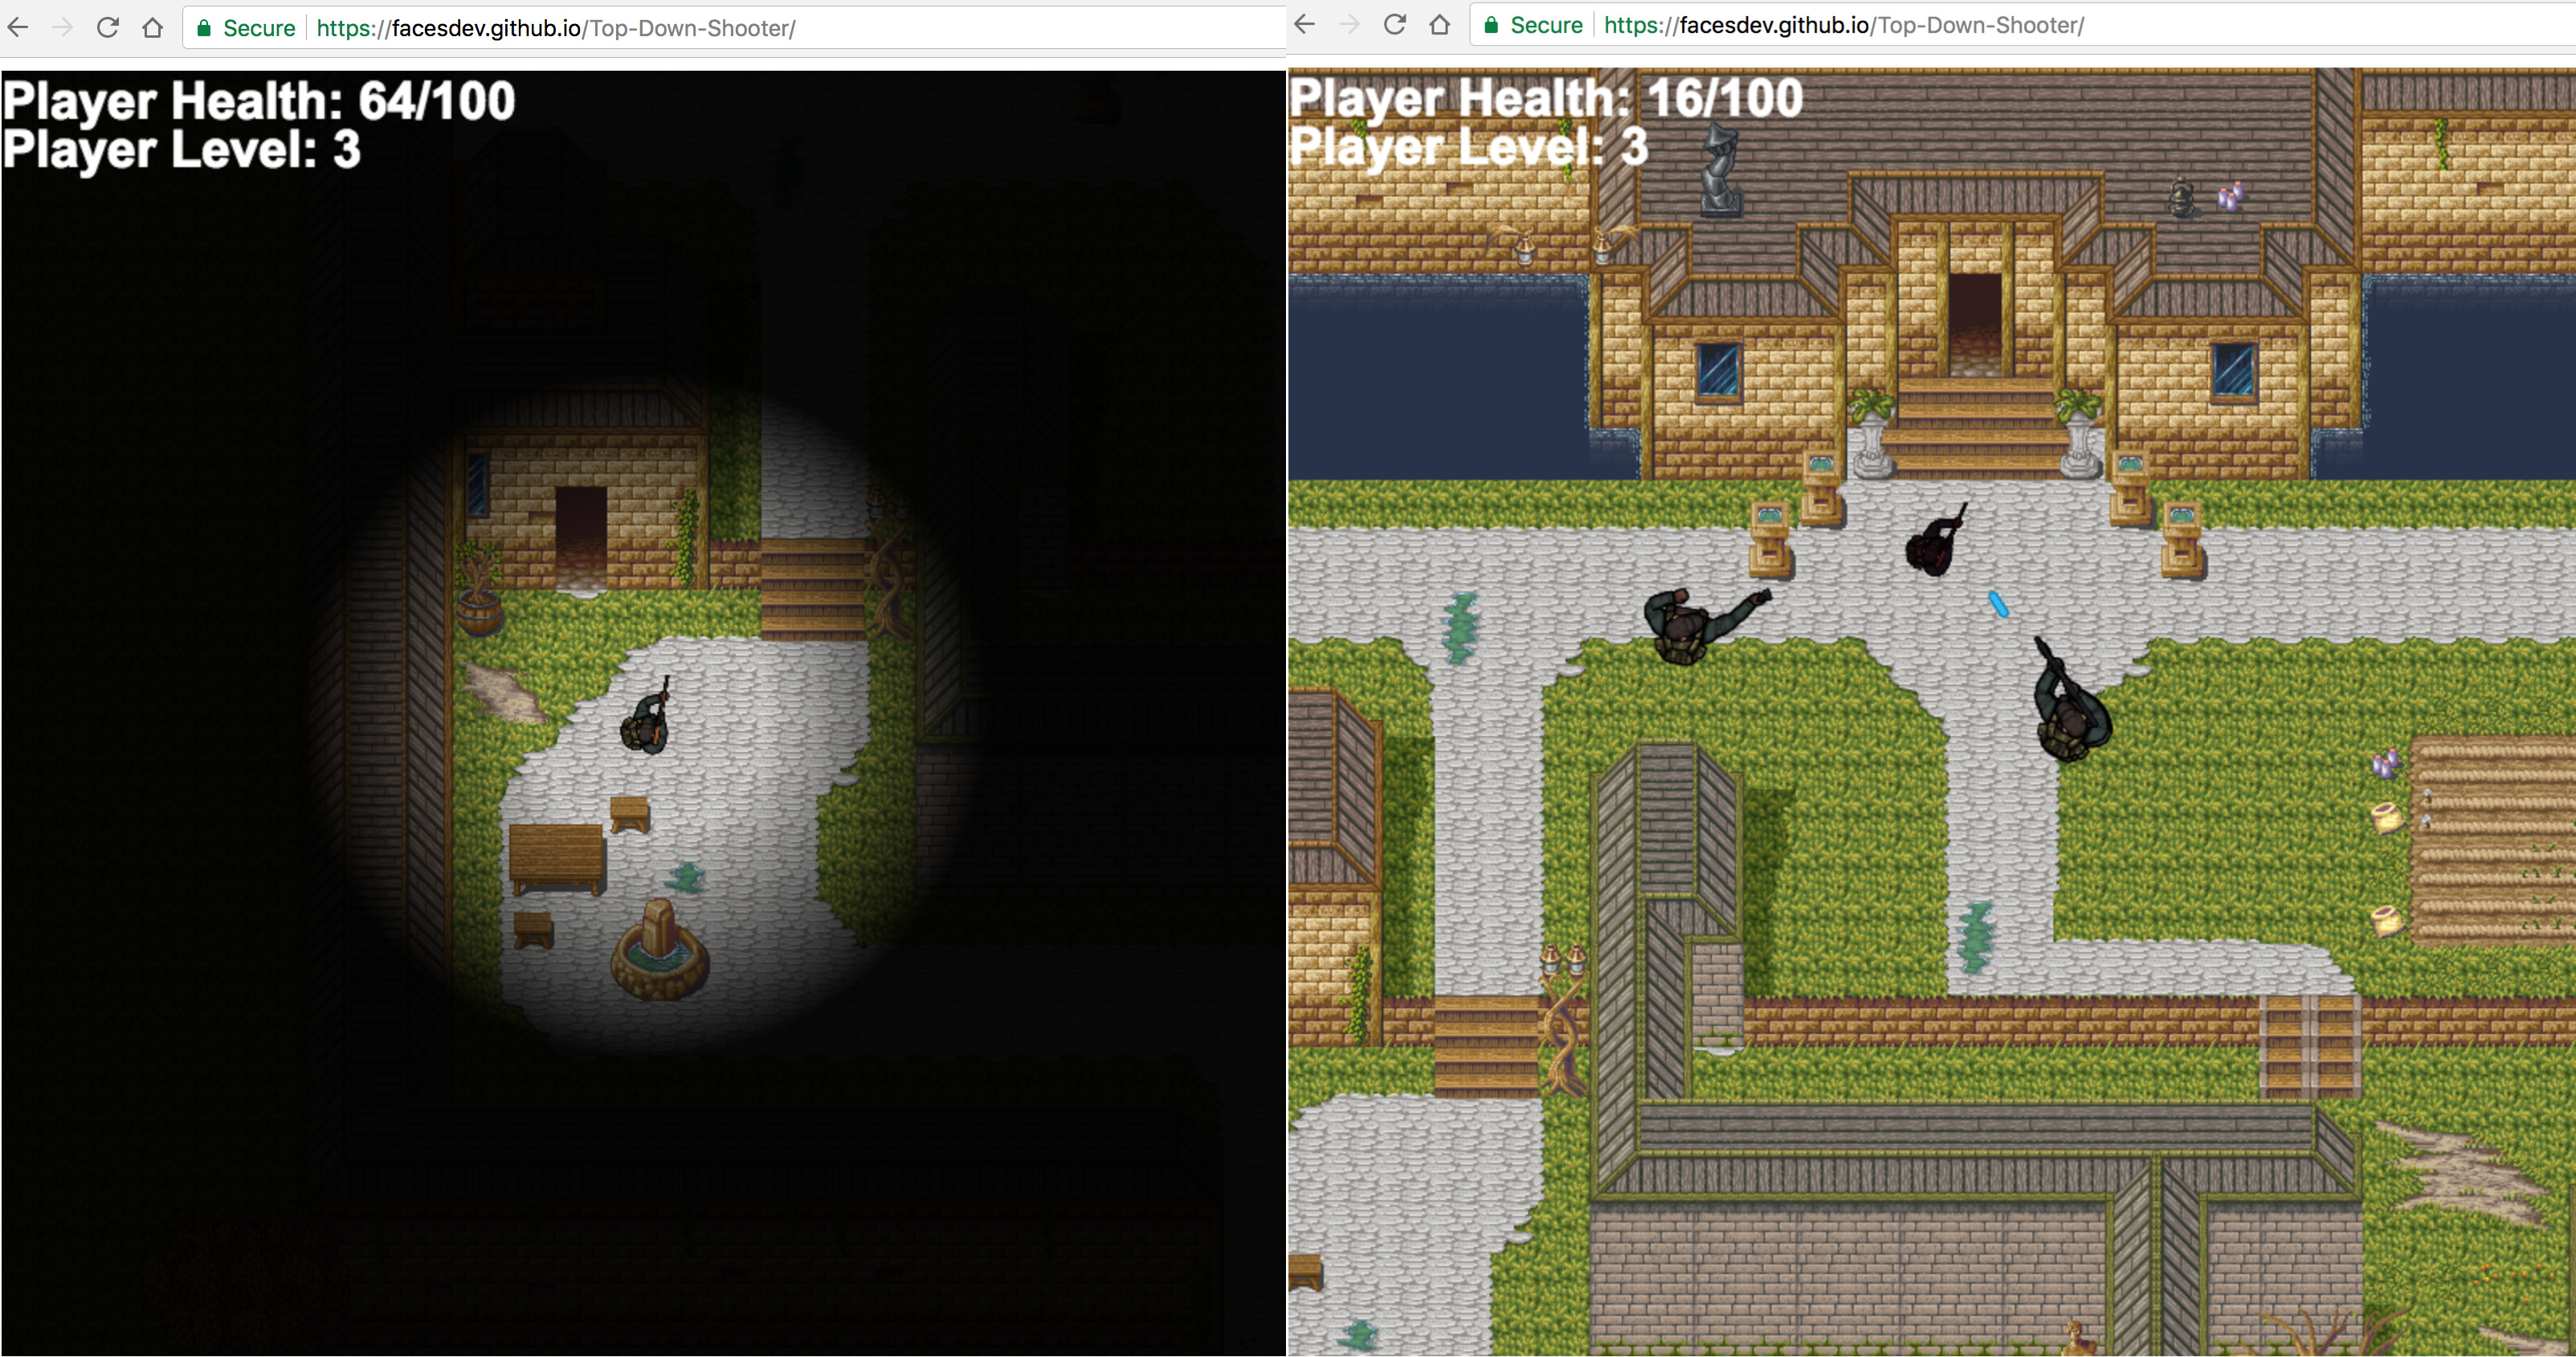 Secure https://facesdev.github.io/Top-Down-Shooter/
Player Health: 64/100
Player Level: 3
Secure https://facesdev.github.io/Top-Down-Shooter/
Player Health: 16/100
Player Level: 3